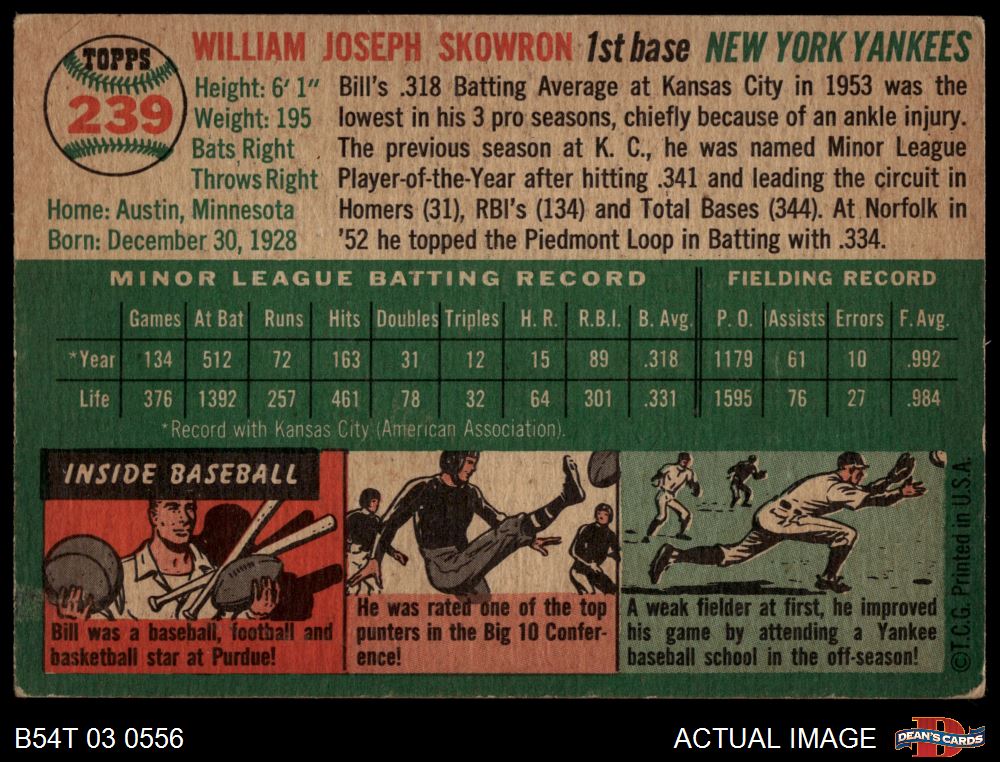 TOPPS
239
WILLIAM JOSEPH SKOWRON 1st base NEW YORK YANKEES
Height: 6' 1"
Weight: 195
Bats Right
Throws Right
Home: Austin, Minnesota
Born: December 30, 1928
Bill's .318 Batting Average at Kansas City in 1953 was the
lowest in his 3 pro seasons, chiefly because of an ankle injury.
The previous season at K. C., he was named Minor League
Player-of-the-Year after hitting .341 and leading the circuit in
Homers (31), RBI's (134) and Total Bases (344). At Norfolk in
'52 he topped the Piedmont Loop in Batting with .334.
MINOR LEAGUE BATTING RECORD FIELDING RECORD
Games At Bat Runs Hits Doubles Triples H. R. R.B.I. B. Avg. P. O. Assists Errors F. Avg.
*Year 134 512 72 163 31 12 15 89 .318 1179 61 10 .992
Life 376 1392 257 461 78 32 64 301 .331 1595 76 27 .984
*Record with Kansas City (American Association).
INSIDE BASEBALL
Bill was a baseball, football and
basketball star at Purdue!
He was rated one of the top
punters in the Big 10 Confer-
ence!
A weak fielder at first, he improved
his game by attending a Yankee
baseball school in the off-season!
©T.C.G. Printed in U.S.A.
B54T 03 0556
ACTUAL IMAGE
D
DEAN'S CARDS